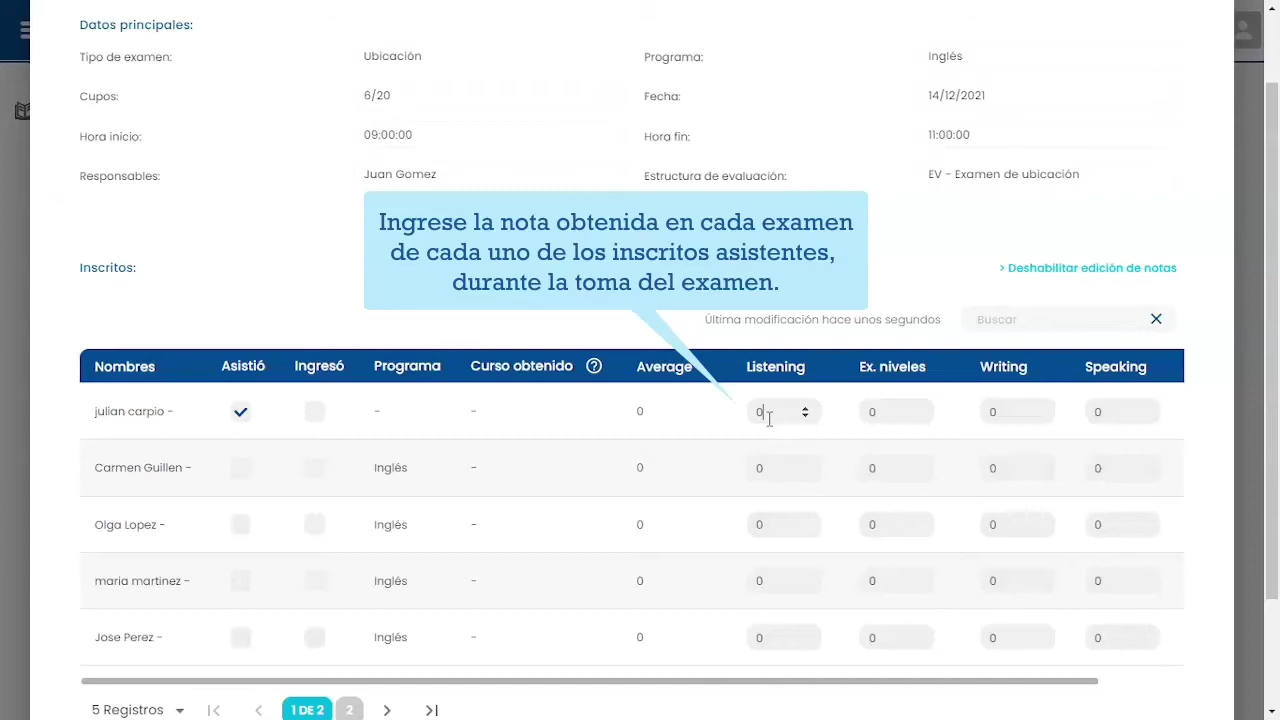 Datos principales:
Tipo de examen: Ubicación Programa: Inglés
Cupos: 6/20 Fecha: 14/12/2021
Hora inicio: 09:00:00 Hora fin: 11:00:00
Responsables: Juan Gomez Estructura de evaluación: EV - Examen de ubicación
Ingrese la nota obtenida en cada examen
de cada uno de los inscritos asistentes,
durante la toma del examen.
Inscritos: > Deshabilitar edición de notas
Última modificación hace unos segundos Buscar
Nombres Asistió Ingresó Programa Curso obtenido ? Average Listening Ex. niveles Writing Speaking
julian carpio - - - 0 0 0 0 0
Carmen Guillen - Inglés - 0 0 0 0 0
Olga Lopez - Inglés - 0 0 0 0 0
maria martinez - Inglés - 0 0 0 0 0
Jose Perez - Inglés - 0 0 0 0 0
5 Registros 1 DE 2 2